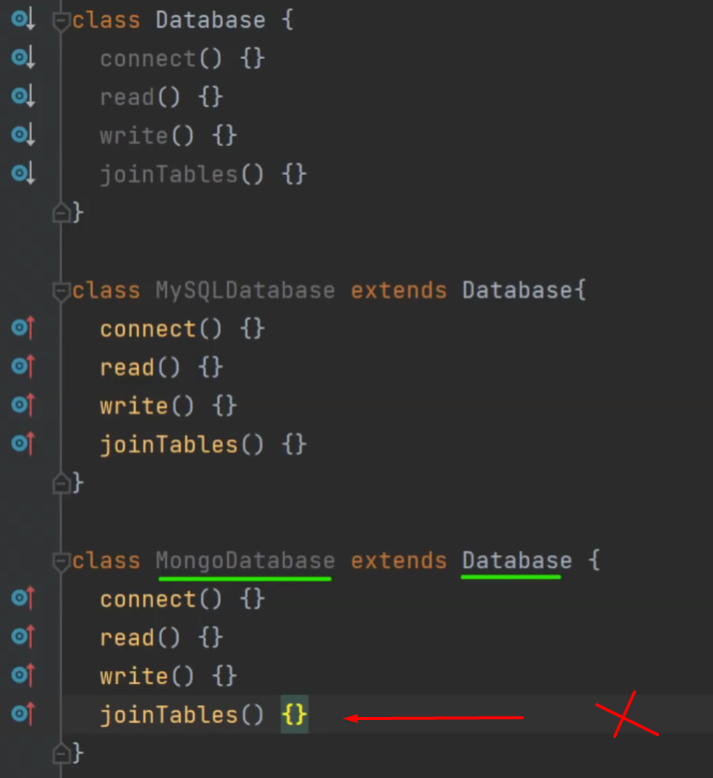 class Database {
connect() {}
read() {}
write() {}
joinTables() {}
}
class MySQLDatabase extends Database{
connect() {}
read() {}
write() {}
joinTables() {}
}
class MongoDatabase extends Database {
connect() {}
read() {}
write() {}
joinTables() {}
}